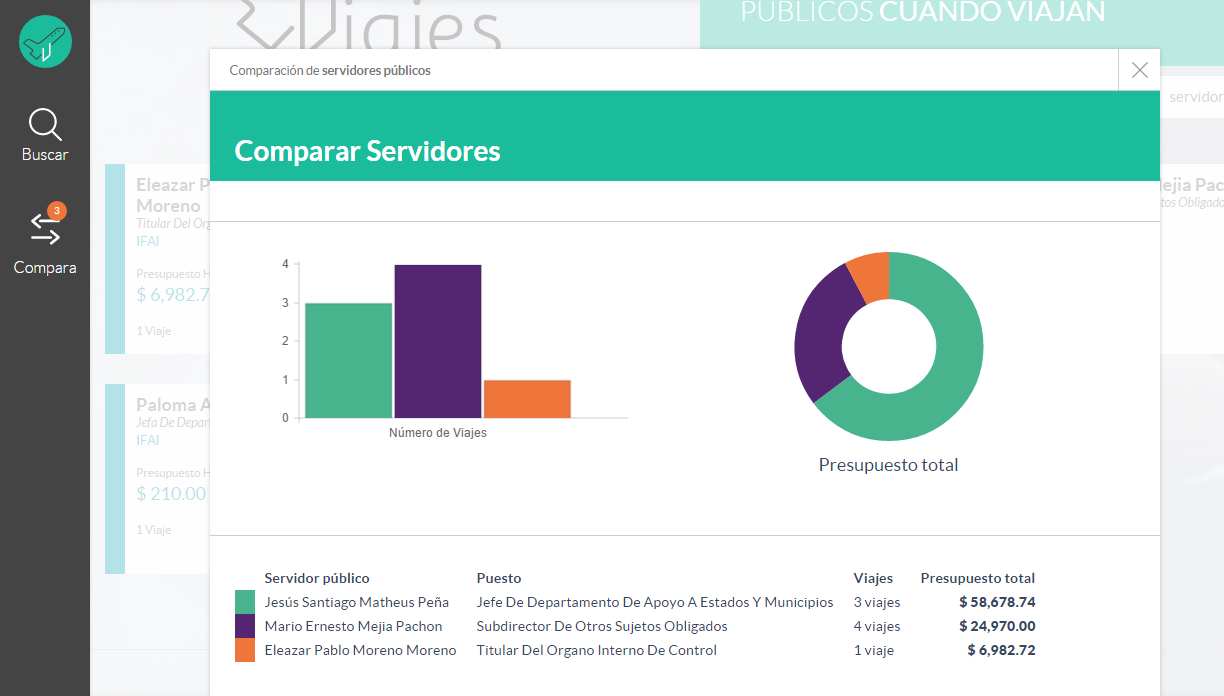 Viajes
PÚBLICOS CUANDO VIAJAN
Comparación de servidores públicos
servidor
Buscar
Comparar Servidores
Eleazar P
Moreno
Titular Del Org
IFAI
Presupuesto H
$ 6,982.7
1 Viaje
ejia Pac
tos Obligado
3
Compara
Paloma A
Jefa De Depar
IFAI
Presupuesto H
$ 210.00
1 Viaje
4
3
2
1
0
Número de Viajes
Presupuesto total
Servidor público Puesto Viajes Presupuesto total
Jesús Santiago Matheus Peña Jefe De Departamento De Apoyo A Estados Y Municipios 3 viajes $ 58,678.74
Mario Ernesto Mejia Pachon Subdirector De Otros Sujetos Obligados 4 viajes $ 24,970.00
Eleazar Pablo Moreno Moreno Titular Del Organo Interno De Control 1 viaje $ 6,982.72